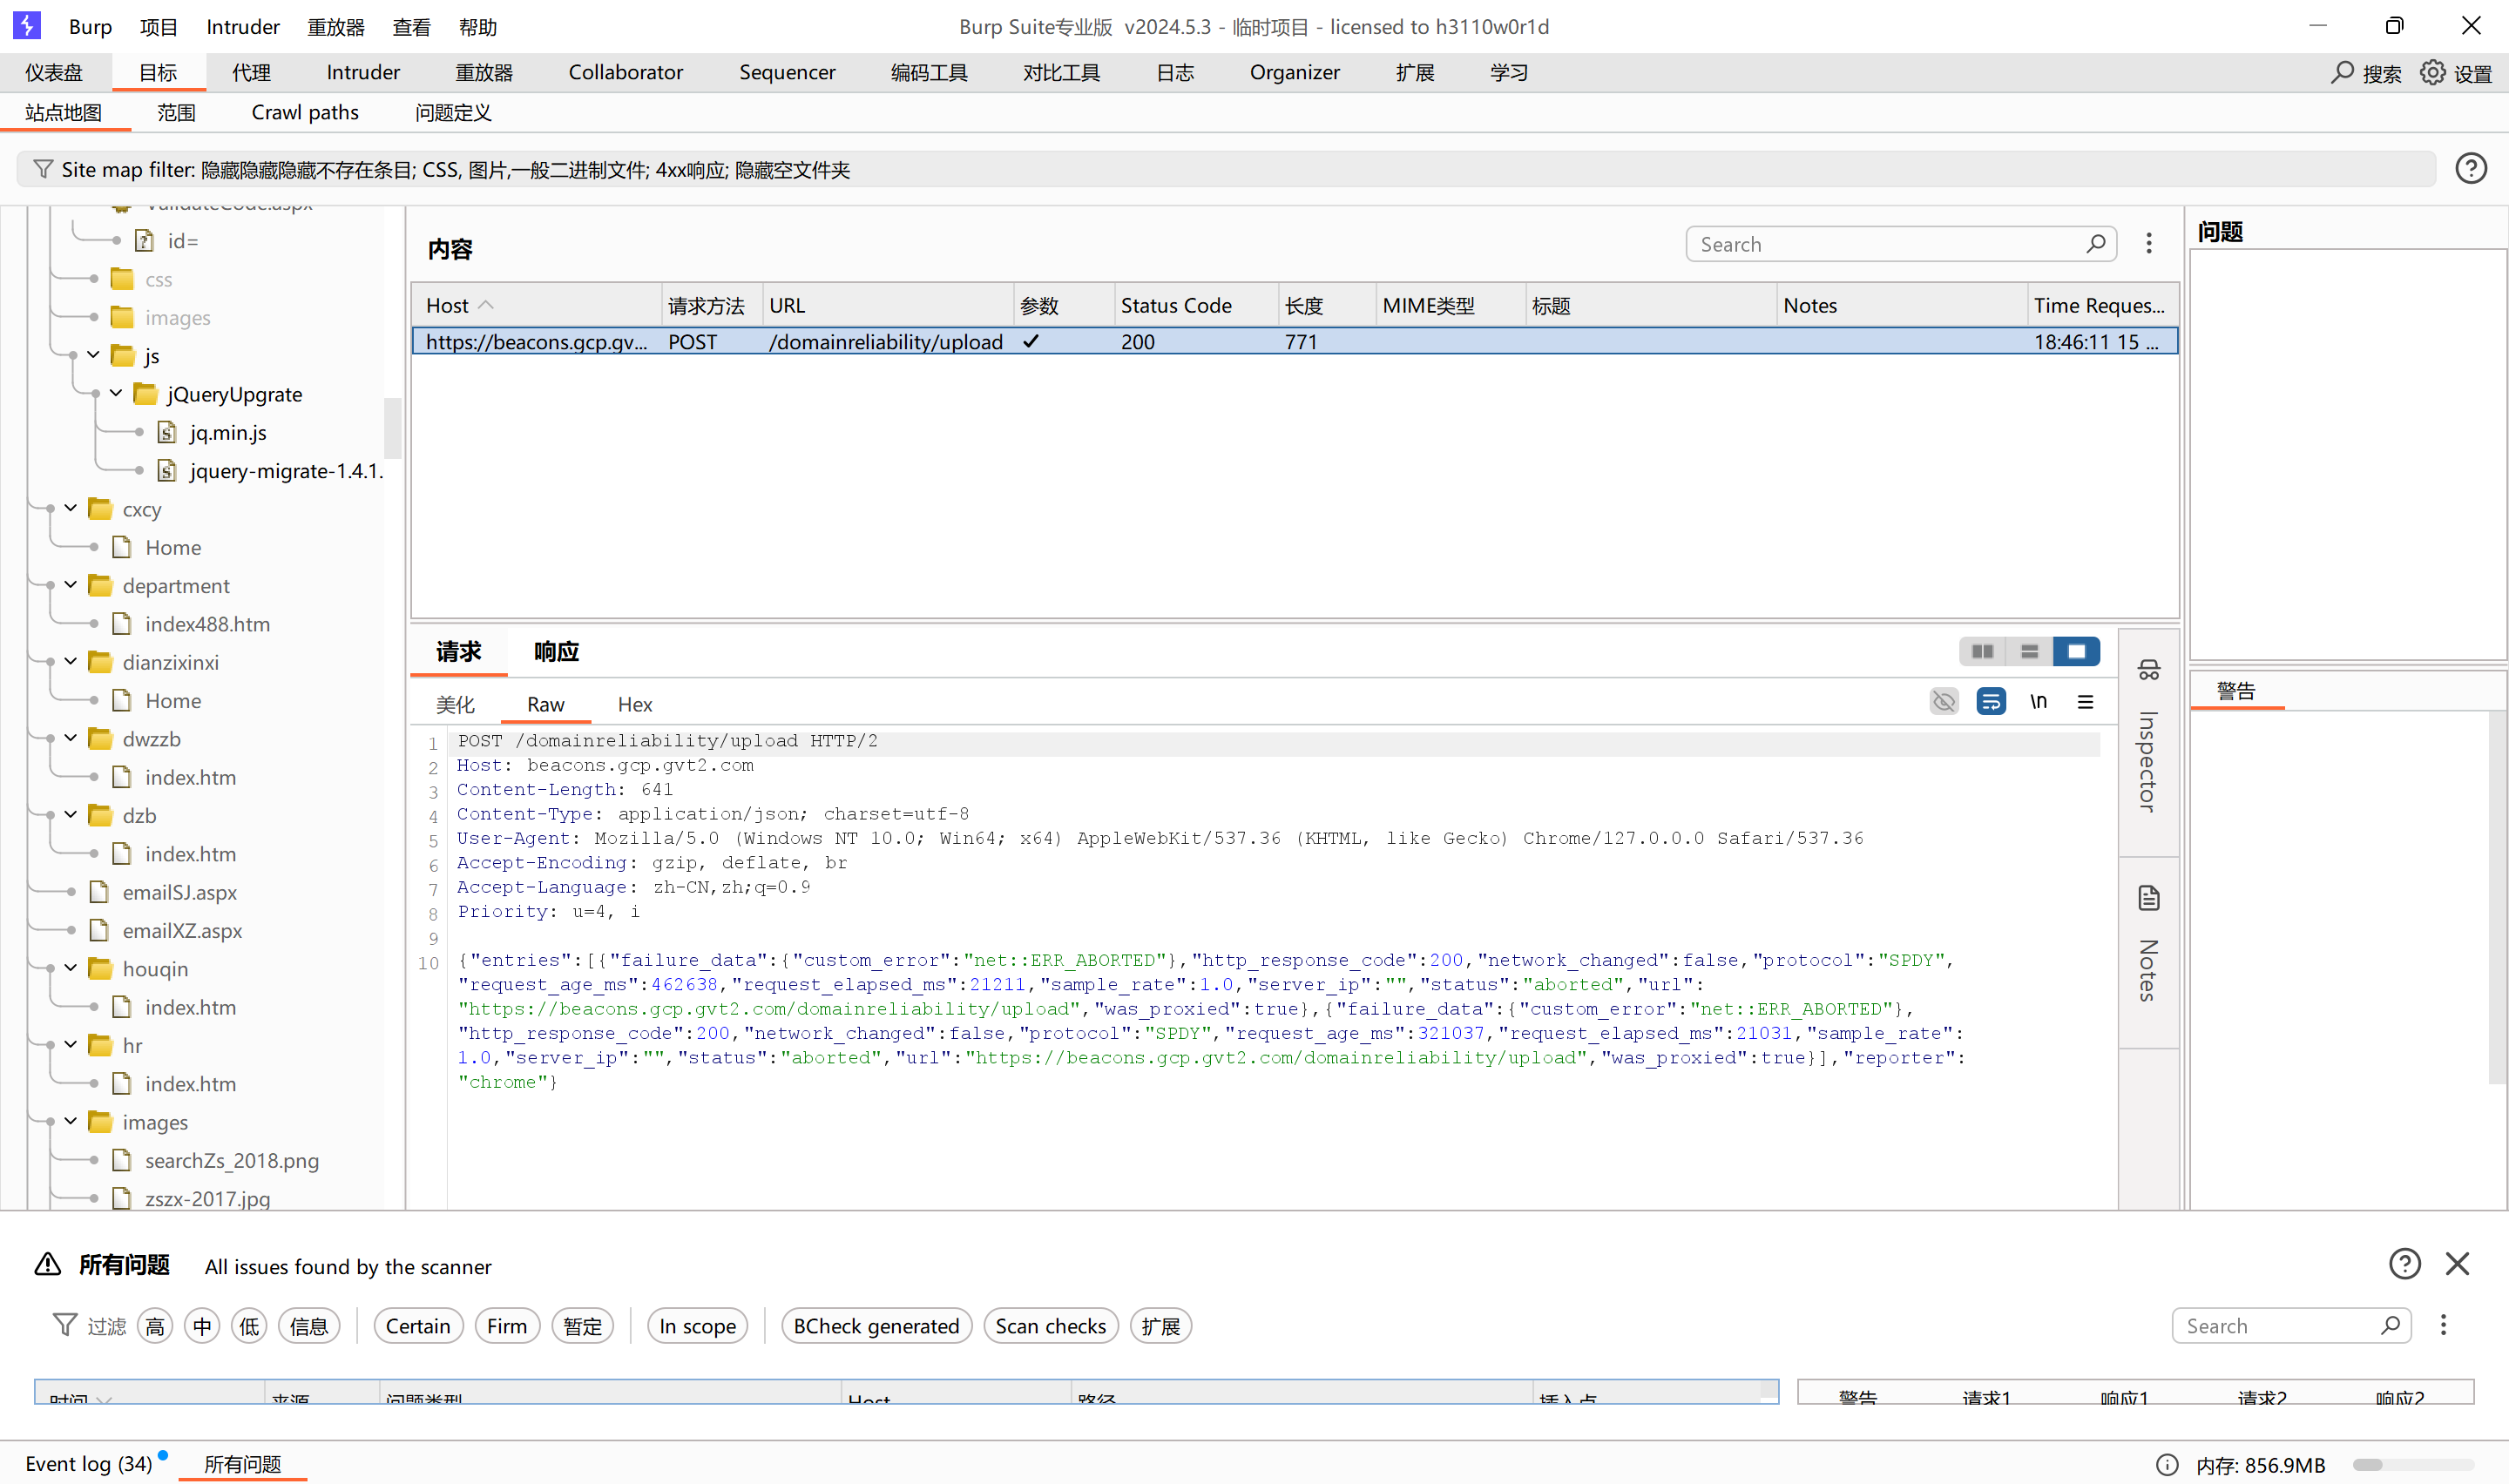 Burp 项目 Intruder 重放器 查看 帮助
Burp Suite专业版 v2024.5.3 - 临时项目 - licensed to h3110w0r1d
仪表盘 目标 代理 Intruder 重放器 Collaborator Sequencer 编码工具 对比工具 日志 Organizer 扩展 学习 搜索 设置
站点地图 范围 Crawl paths 问题定义
Site map filter: 隐藏隐藏隐藏不存在条目; CSS, 图片,一般二进制文件; 4xx响应; 隐藏空文件夹
ValidateCode.aspx
id=
css
images
js
jQueryUpgrate
jq.min.js
jquery-migrate-1.4.1.
cxcy
Home
department
index488.htm
dianzixinxi
Home
dwzzb
index.htm
dzb
index.htm
emailSJ.aspx
emailXZ.aspx
houqin
index.htm
hr
index.htm
images
searchZs_2018.png
zszx-2017.jpg
内容
Search
Host 请求方法 URL 参数 Status Code 长度 MIME类型 标题 Notes Time Reques...
https://beacons.gcp.gv... POST /domainreliability/upload ✓ 200 771 18:46:11 15 ...
请求 响应
美化 Raw Hex \n
1 POST /domainreliability/upload HTTP/2
2 Host: beacons.gcp.gvt2.com
3 Content-Length: 641
4 Content-Type: application/json; charset=utf-8
5 User-Agent: Mozilla/5.0 (Windows NT 10.0; Win64; x64) AppleWebKit/537.36 (KHTML, like Gecko) Chrome/127.0.0.0 Safari/537.36
6 Accept-Encoding: gzip, deflate, br
7 Accept-Language: zh-CN,zh;q=0.9
8 Priority: u=4, i
9
10 {"entries":[{"failure_data":{"custom_error":"net::ERR_ABORTED"},"http_response_code":200,"network_changed":false,"protocol":"SPDY",
"request_age_ms":462638,"request_elapsed_ms":21211,"sample_rate":1.0,"server_ip":"","status":"aborted","url":
"https://beacons.gcp.gvt2.com/domainreliability/upload","was_proxied":true},{"failure_data":{"custom_error":"net::ERR_ABORTED"},
"http_response_code":200,"network_changed":false,"protocol":"SPDY","request_age_ms":321037,"request_elapsed_ms":21031,"sample_rate":
1.0,"server_ip":"","status":"aborted","url":"https://beacons.gcp.gvt2.com/domainreliability/upload","was_proxied":true}],"reporter":
"chrome"}
Inspector
Notes
问题
警告
所有问题 All issues found by the scanner
过滤 高 中 低 信息 Certain Firm 暂定 In scope BCheck generated Scan checks 扩展 Search
时间 来源 问题类型 Host 路径 插入点
警告 请求1 响应1 请求2 响应2
Event log (34) 所有问题 内存: 856.9MB